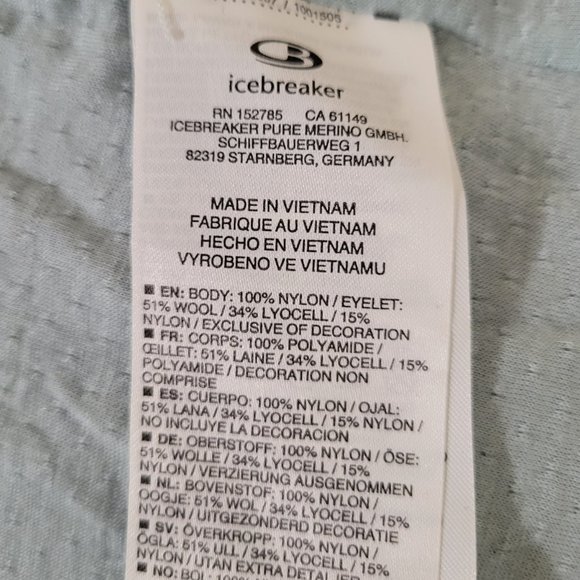 1001505
icebreaker
RN 152785 CA 61149
ICEBREAKER PURE MERINO GMBH.
SCHIFFBAUERWEG 1
82319 STARNBERG, GERMANY
MADE IN VIETNAM
FABRIQUE AU VIETNAM
HECHO EN VIETNAM
VYROBENO VE VIETNAMU
EN: BODY: 100% NYLON / EYELET:
51% WOOL / 34% LYOCELL / 15%
NYLON / EXCLUSIVE OF DECORATION
FR: CORPS: 100% POLYAMIDE /
ŒILLET: 51% LAINE / 34% LYOCELL / 15%
POLYAMIDE / DECORATION NON
COMPRISE
ES: CUERPO: 100% NYLON / OJAL:
51% LANA / 34% LYOCELL / 15% NYLON /
NO INCLUYE LA DECORACION
DE: OBERSTOFF: 100% NYLON / ÖSE:
51% WOLLE / 34% LYOCELL / 15%
NYLON / VERZIERUNG AUSGENOMMEN
NL: BOVENSTOF: 100% NYLON /
OOGJE: 51% WOL / 34% LYOCELL / 15%
NYLON / UITGEZONDERD DECORATIE
SV: ÖVERKROPP: 100% NYLON /
ÖGLA: 51% ULL / 34% LYOCELL / 15%
NYLON / UTAN EXTRA DETALJER
NO: BOL: 100%